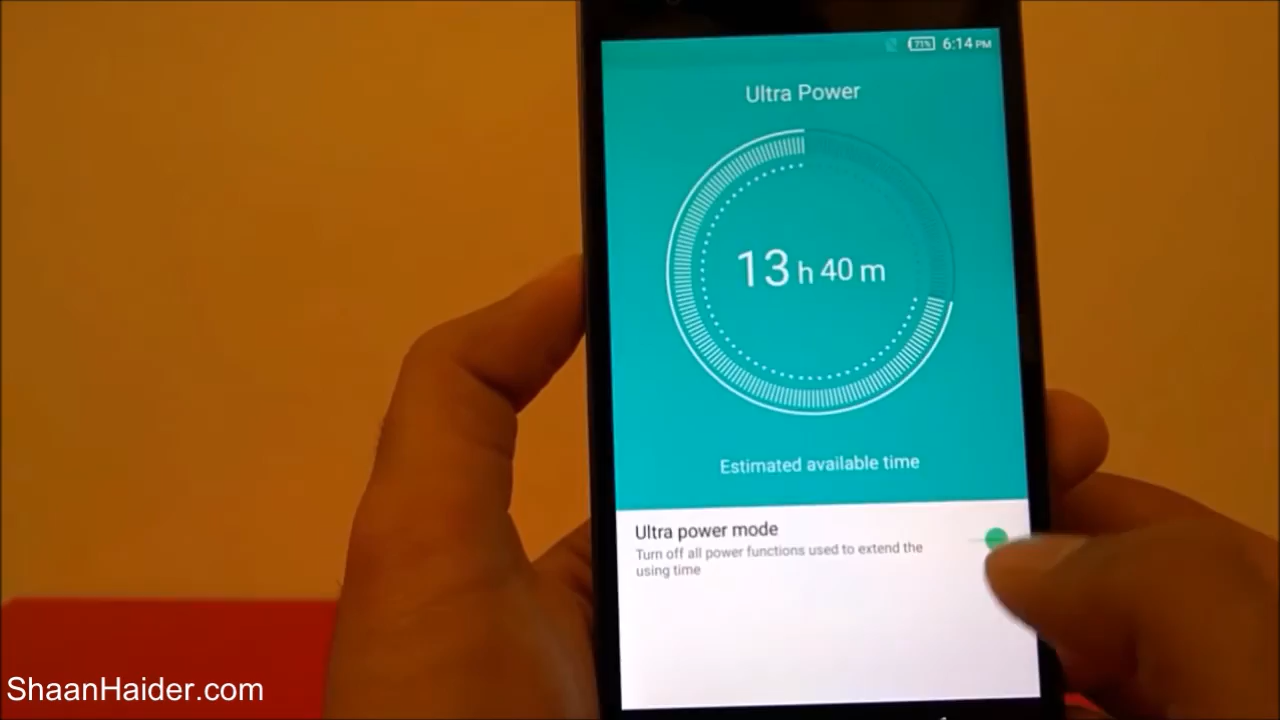 71% 6:14 PM
Ultra Power
13 h 40 m
Estimated available time
Ultra power mode
Turn off all power functions used to extend the
using time
ShaanHaider.com